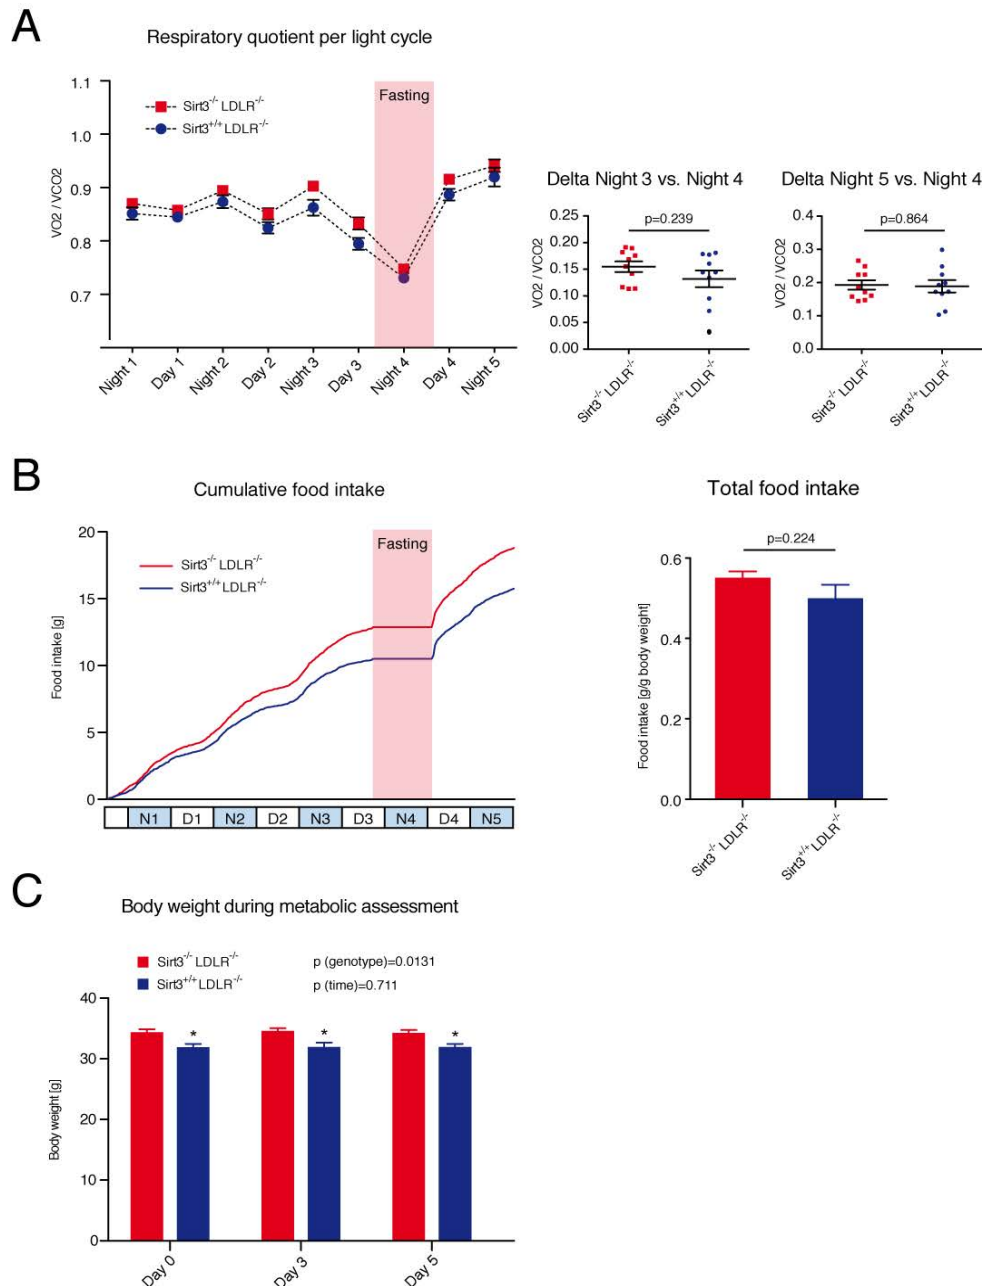 A
Respiratory quotient per light cycle
1.1
1.0
0.9
0.8
0.7
VO2 / VCO2
Sirt3-/- LDLR-/-
Sirt3+/+ LDLR-/-
Fasting
Night 1
Day 1
Night 2
Day 2
Night 3
Day 3
Night 4
Day 4
Night 5
Delta Night 3 vs. Night 4
p=0.239
0.25
0.20
0.15
0.10
0.05
0.00
VO2 / VCO2
Sirt3-/- LDLR-/-
Sirt3+/+ LDLR-/-
Delta Night 5 vs. Night 4
p=0.864
0.4
0.3
0.2
0.1
0.0
VO2 / VCO2
Sirt3-/- LDLR-/-
Sirt3+/+ LDLR-/-
B
Cumulative food intake
20
15
10
5
0
Food intake [g]
Sirt3-/- LDLR-/-
Sirt3+/+ LDLR-/-
Fasting
N1 D1 N2 D2 N3 D3 N4 D4 N5
Total food intake
p=0.224
0.6
0.4
0.2
0.0
Food intake [g/g body weight]
Sirt3-/- LDLR-/-
Sirt3+/+ LDLR-/-
C
Body weight during metabolic assessment
Sirt3-/- LDLR-/-
Sirt3+/+ LDLR-/-
p (genotype)=0.0131
p (time)=0.711
40
30
20
10
0
Body weight [g]
* * *
Day 0
Day 3
Day 5